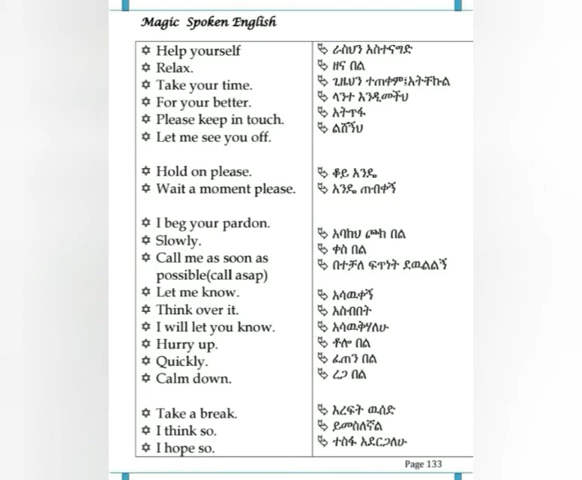 Magic Spoken English
Help yourself
Relax.
Take your time.
For your better.
Please keep in touch.
Let me see you off.
Hold on please.
Wait a moment please.
I beg your pardon.
Slowly.
Call me as soon as
possible(call asap)
Let me know.
Think over it.
I will let you know.
Hurry up.
Quickly.
Calm down.
Take a break.
I think so.
I hope so.
ራስህን አስተናግድ
ዘና በል
ጊዜህን ተጠቀም፤አትቸኩል
ላንተ እንዲመችህ
አትጥፋ
ልሸኝህ
ቆይ እንዴ
አንዴ ጠብቀኝ
እባክህ ጮክ በል
ቀስ በል
በተቻለ ፍጥነት ደዉልልኝ
አሳዉቀኝ
አስብበት
አሳዉቅሃለሁ
ቶሎ በል
ፈጠን በል
ረጋ በል
እረፍት ዉሰድ
ይመስለኛል
ተስፋ አደርጋለሁ
Page 133